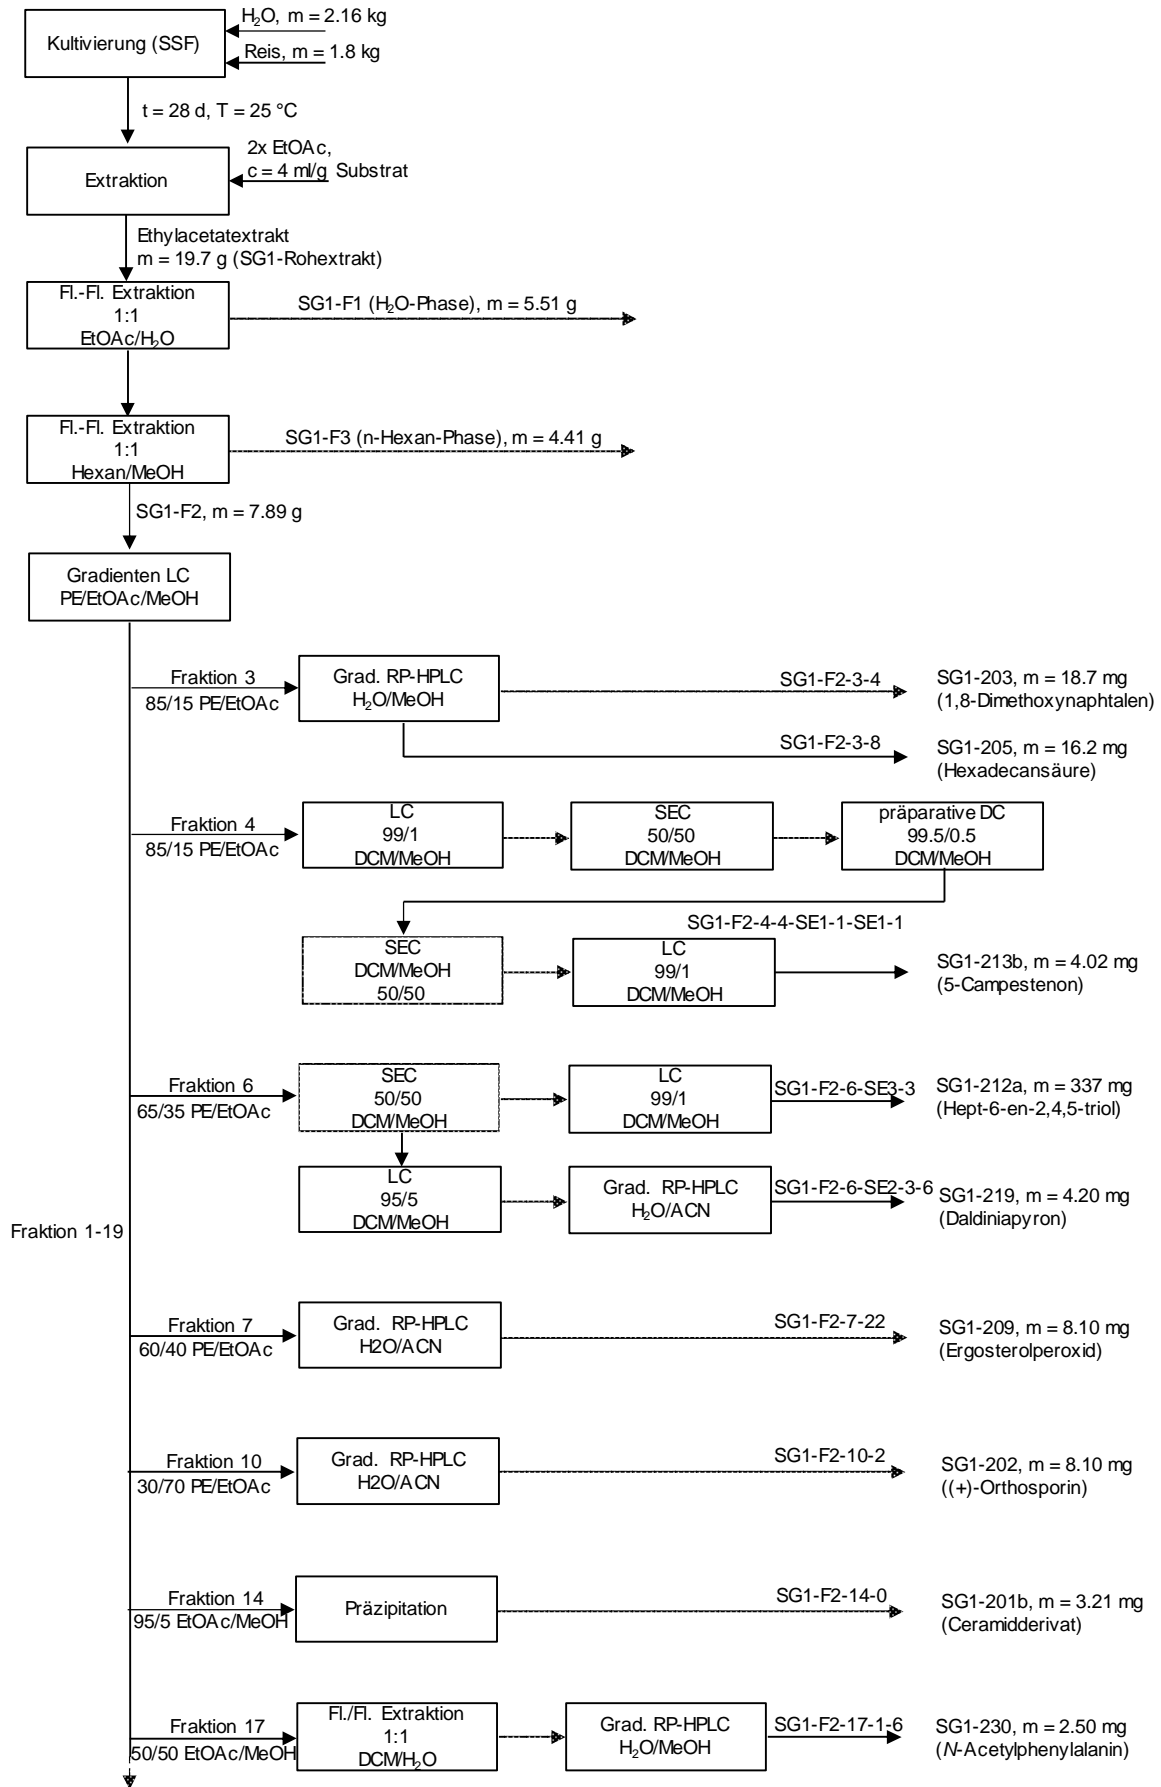 H₂O, m = 2.16 kg
Kultivierung (SSF)
Reis, m = 1.8 kg
t = 28 d, T = 25 °C
2x EtOAc,
c = 4 ml/g Substrat
Extraktion
Ethylacetatextrakt
m = 19.7 g (SG1-Rohextrakt)
Fl.-Fl. Extraktion
1:1
EtOAc/H₂O
SG1-F1 (H₂O-Phase), m = 5.51 g
Fl.-Fl. Extraktion
1:1
Hexan/MeOH
SG1-F3 (n-Hexan-Phase), m = 4.41 g
SG1-F2, m = 7.89 g
Gradienten LC
PE/EtOAc/MeOH
Fraktion 1-19
Fraktion 3
85/15 PE/EtOAc
Grad. RP-HPLC
H₂O/MeOH
SG1-F2-3-4
SG1-203, m = 18.7 mg
(1,8-Dimethoxynaphtalen)
SG1-F2-3-8
SG1-205, m = 16.2 mg
(Hexadecansäure)
Fraktion 4
85/15 PE/EtOAc
LC
99/1
DCM/MeOH
SEC
50/50
DCM/MeOH
präparative DC
99.5/0.5
DCM/MeOH
SG1-F2-4-4-SE1-1-SE1-1
SEC
DCM/MeOH
50/50
LC
99/1
DCM/MeOH
SG1-213b, m = 4.02 mg
(5-Campestenon)
Fraktion 6
65/35 PE/EtOAc
SEC
50/50
DCM/MeOH
LC
99/1
DCM/MeOH
SG1-F2-6-SE3-3
SG1-212a, m = 337 mg
(Hept-6-en-2,4,5-triol)
LC
95/5
DCM/MeOH
Grad. RP-HPLC
H₂O/ACN
SG1-F2-6-SE2-3-6
SG1-219, m = 4.20 mg
(Daldiniapyron)
Fraktion 7
60/40 PE/EtOAc
Grad. RP-HPLC
H2O/ACN
SG1-F2-7-22
SG1-209, m = 8.10 mg
(Ergosterolperoxid)
Fraktion 10
30/70 PE/EtOAc
Grad. RP-HPLC
H2O/ACN
SG1-F2-10-2
SG1-202, m = 8.10 mg
((+)-Orthosporin)
Fraktion 14
95/5 EtOAc/MeOH
Präzipitation
SG1-F2-14-0
SG1-201b, m = 3.21 mg
(Ceramidderivat)
Fraktion 17
50/50 EtOAc/MeOH
Fl./Fl. Extraktion
1:1
DCM/H₂O
Grad. RP-HPLC
H₂O/MeOH
SG1-F2-17-1-6
SG1-230, m = 2.50 mg
(N-Acetylphenylalanin)